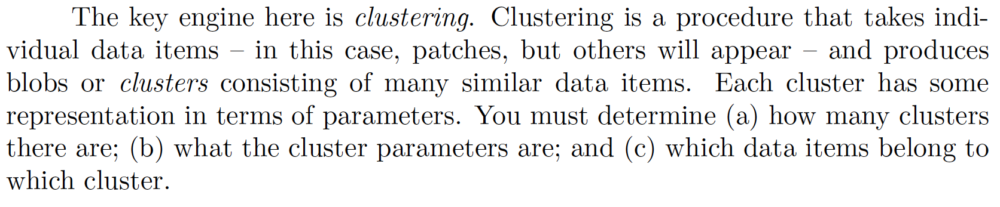 The key engine here is clustering. Clustering is a procedure that takes indi-
vidual data items – in this case, patches, but others will appear – and produces
blobs or clusters consisting of many similar data items. Each cluster has some
representation in terms of parameters. You must determine (a) how many clusters
there are; (b) what the cluster parameters are; and (c) which data items belong to
which cluster.